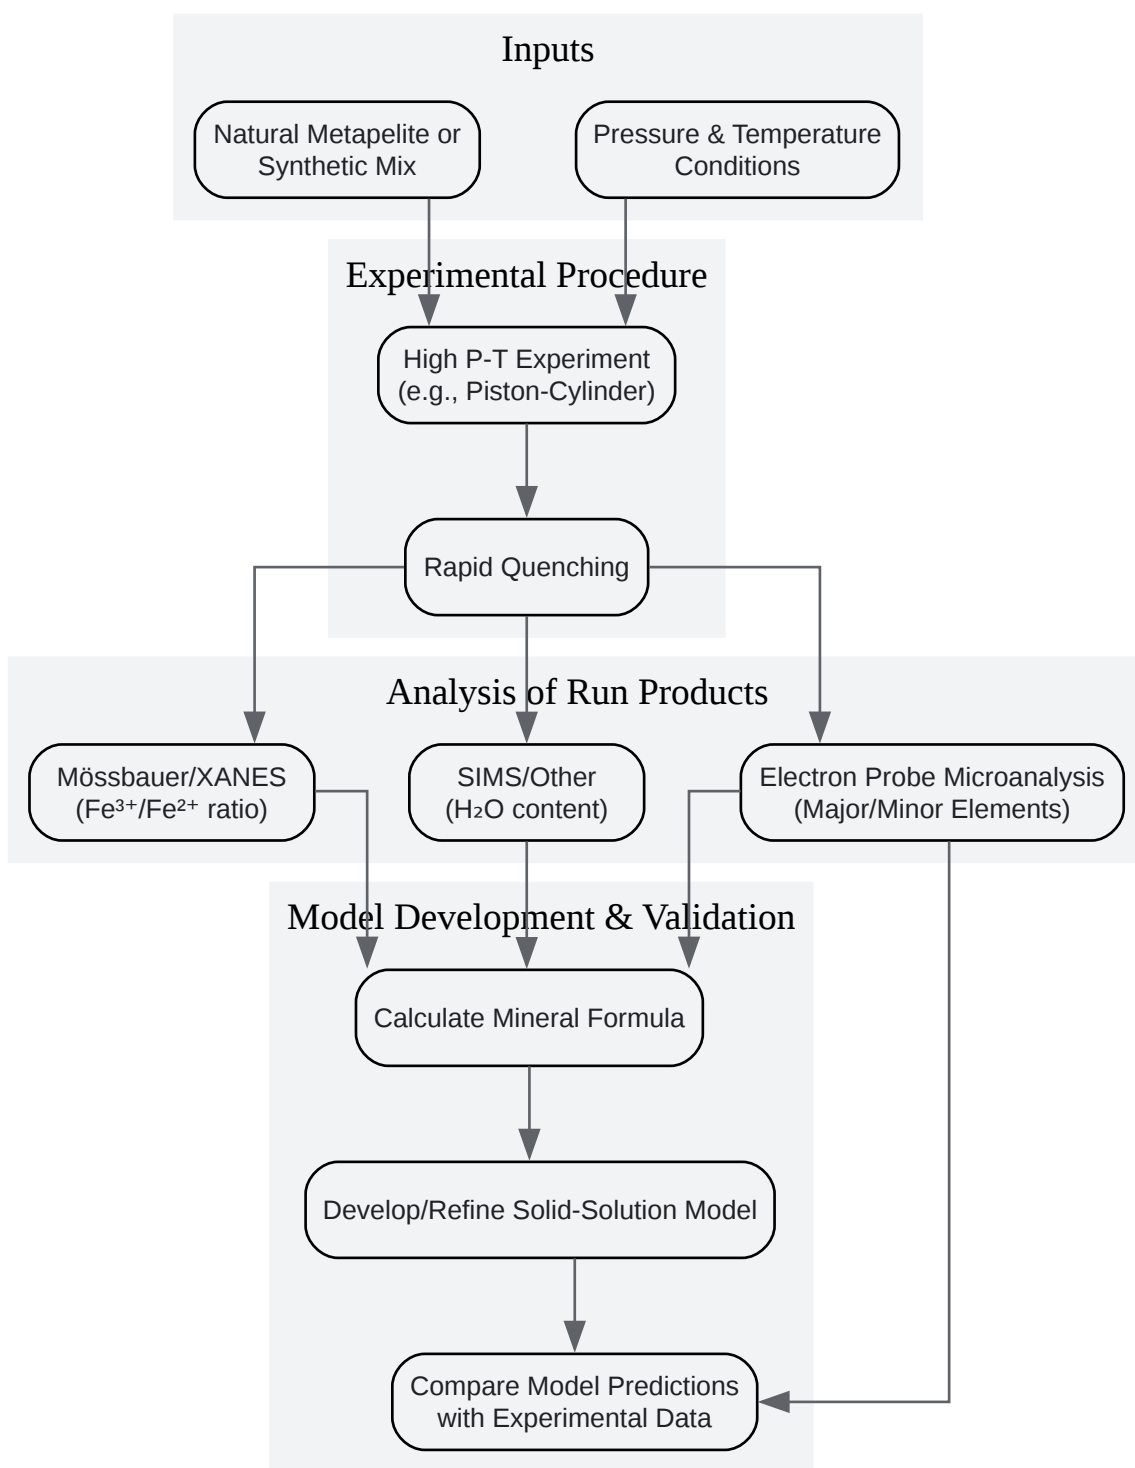 Inputs
Natural Metapelite or
Synthetic Mix
Pressure & Temperature
Conditions
Experimental Procedure
High P-T Experiment
(e.g., Piston-Cylinder)
Rapid Quenching
Analysis of Run Products
Mössbauer/XANES
(Fe³⁺/Fe²⁺ ratio)
SIMS/Other
(H₂O content)
Electron Probe Microanalysis
(Major/Minor Elements)
Model Development & Validation
Calculate Mineral Formula
Develop/Refine Solid-Solution Model
Compare Model Predictions
with Experimental Data